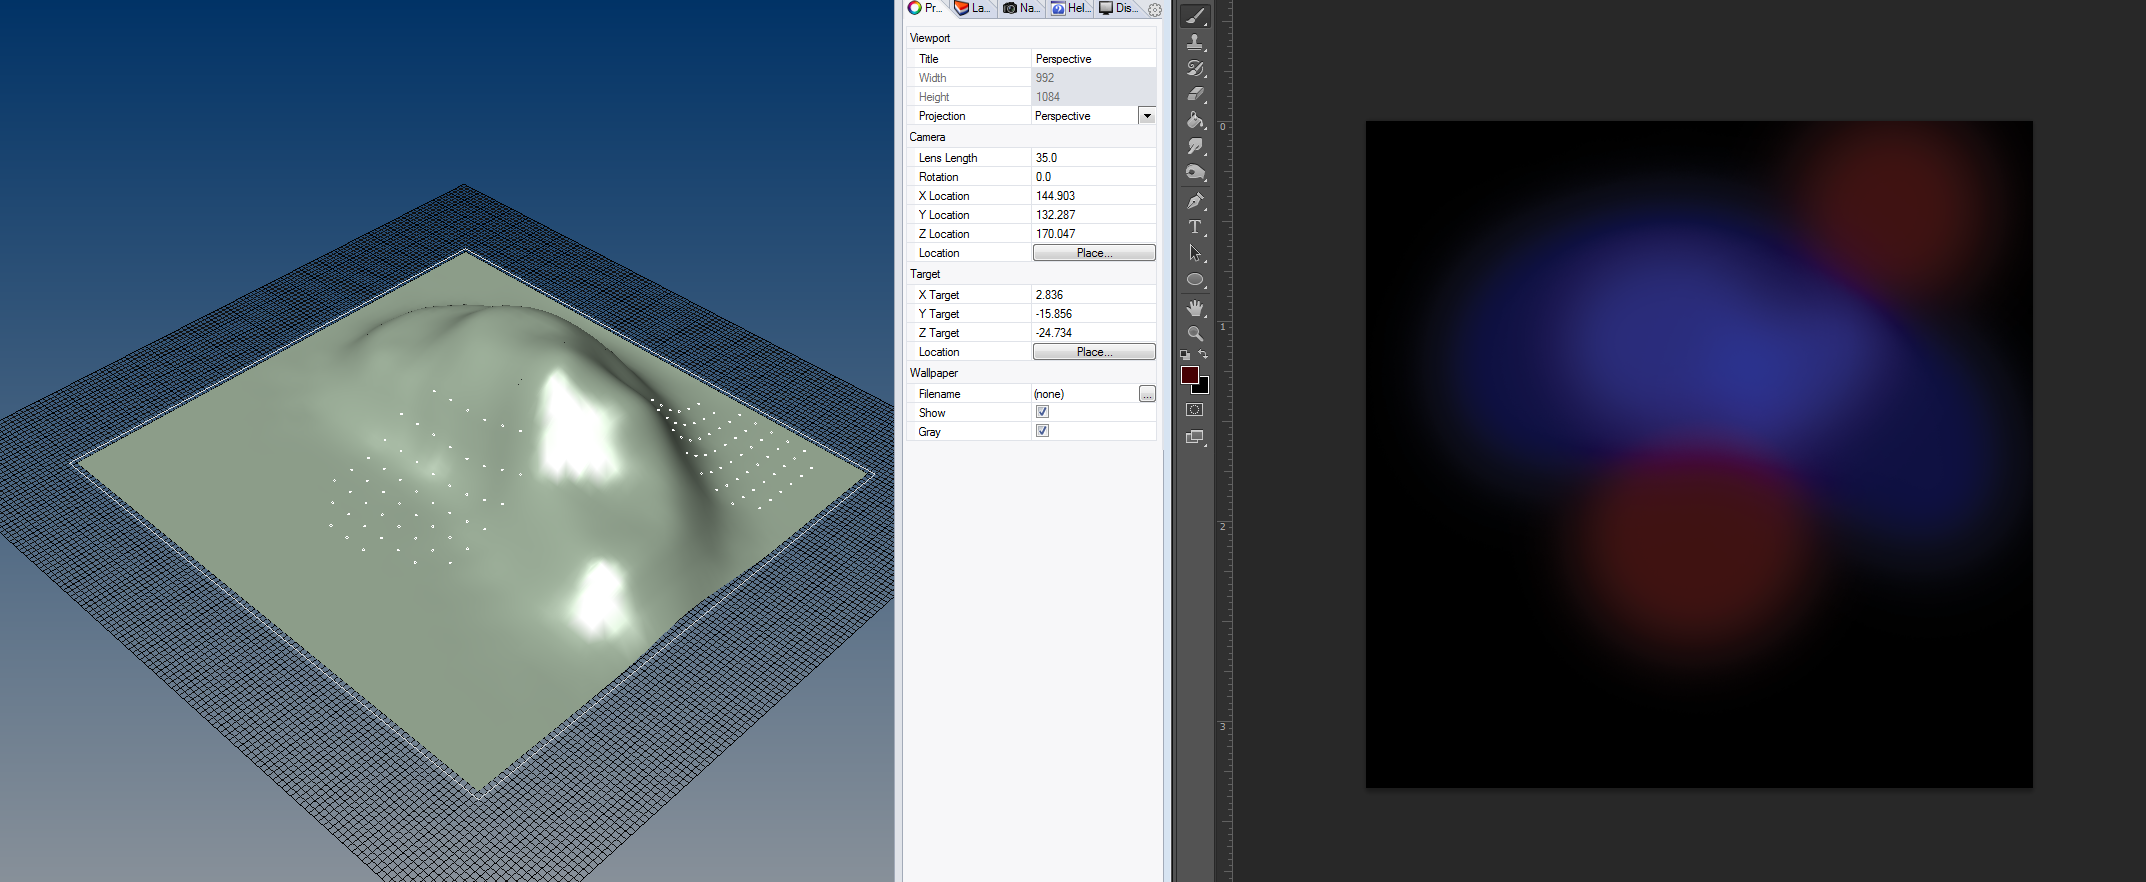 Pr... La... Na... Hel... Dis...
Viewport
Title Perspective
Width 992
Height 1084
Projection Perspective
Camera
Lens Length 35.0
Rotation 0.0
X Location 144.903
Y Location 132.287
Z Location 170.047
Location Place...
Target
X Target 2.836
Y Target -15.856
Z Target -24.734
Location Place...
Wallpaper
Filename (none) ...
Show
Gray
T
0
1
2
3